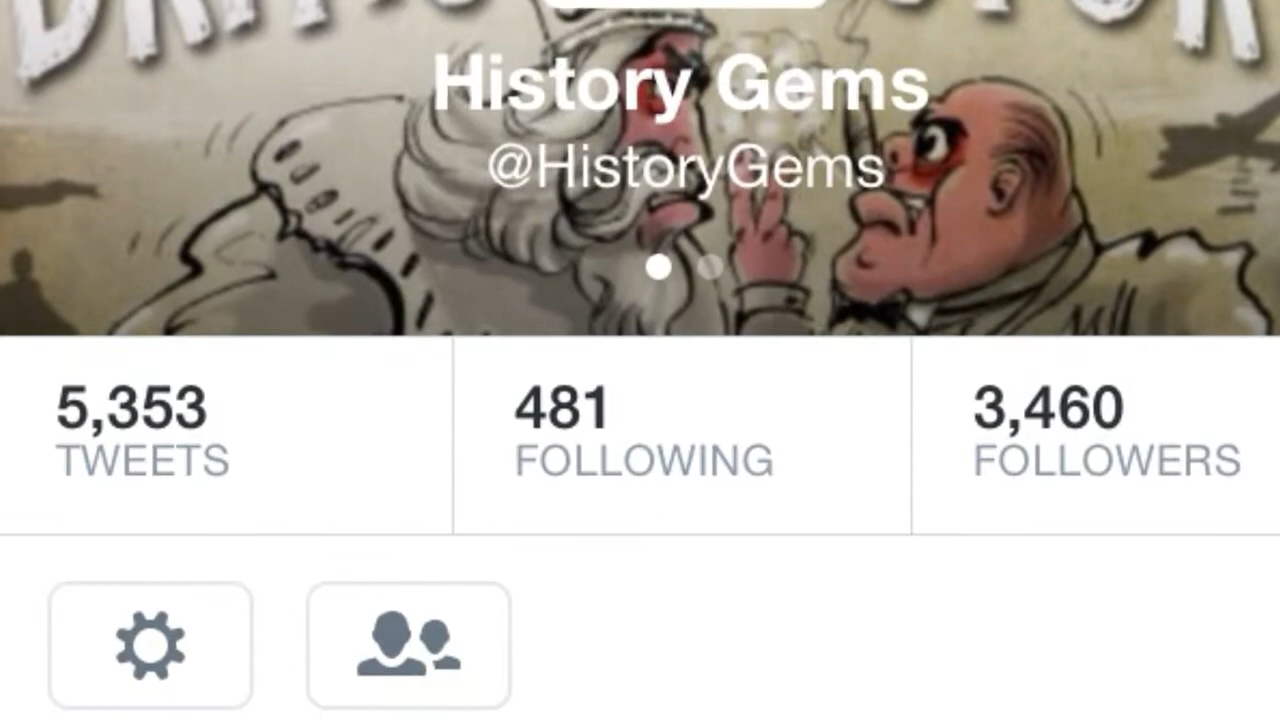 History Gems
@HistoryGems
5,353
TWEETS
481
FOLLOWING
3,460
FOLLOWERS